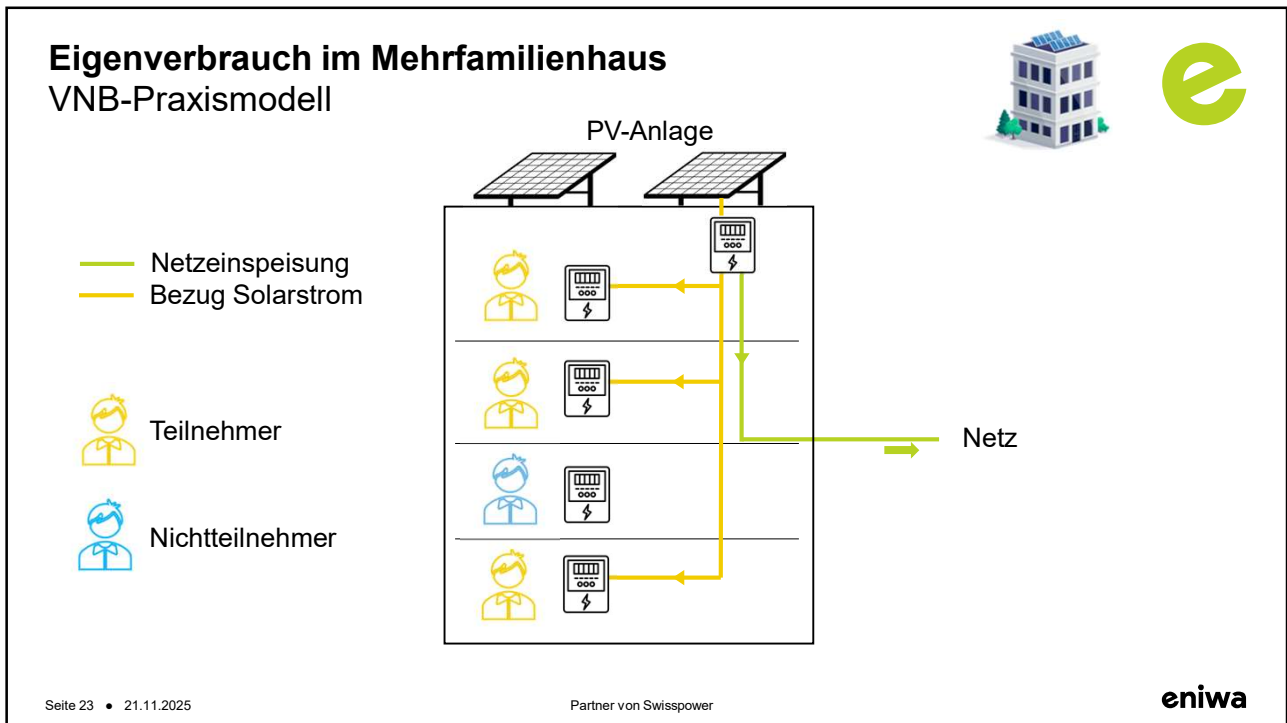 Eigenverbrauch im Mehrfamilienhaus
VNB-Praxismodell
PV-Anlage
Netzeinspeisung
Bezug Solarstrom
Teilnehmer
Netz
Nichtteilnehmer
Seite 23 • 21.11.2025
Partner von Swisspower
eniwa